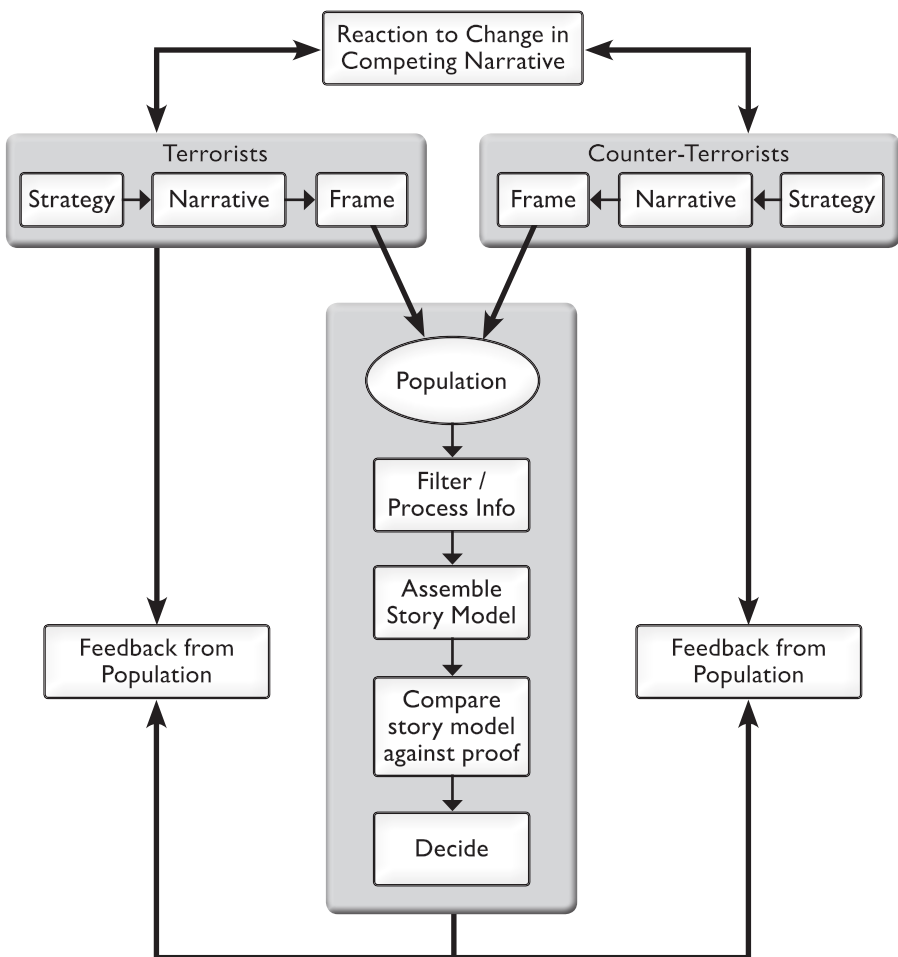 Reaction to Change in
Competing Narrative
Terrorists
Strategy
Narrative
Frame
Counter-Terrorists
Frame
Narrative
Strategy
Population
Filter /
Process Info
Assemble
Story Model
Compare
story model
against proof
Decide
Feedback from
Population
Feedback from
Population